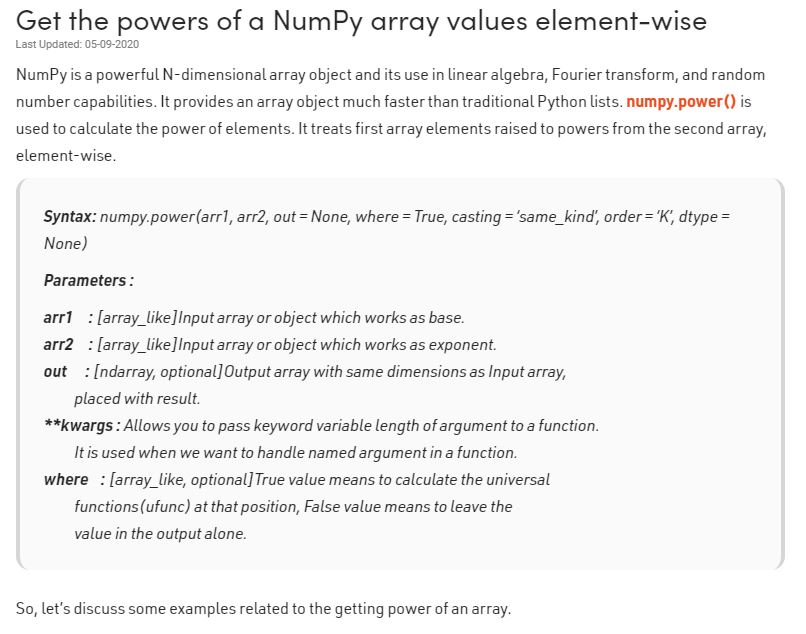 Get the powers of a NumPy array values element-wise
Last Updated: 05-09-2020
NumPy is a powerful N-dimensional array object and its use in linear algebra, Fourier transform, and random
number capabilities. It provides an array object much faster than traditional Python lists. numpy.power() is
used to calculate the power of elements. It treats first array elements raised to powers from the second array,
element-wise.
Syntax: numpy.power(arr1, arr2, out = None, where = True, casting = ‘same_kind’, order = ‘K’, dtype =
None)
Parameters :
arr1 : [array_like]Input array or object which works as base.
arr2 : [array_like]Input array or object which works as exponent.
out : [ndarray, optional]Output array with same dimensions as Input array,
placed with result.
**kwargs : Allows you to pass keyword variable length of argument to a function.
It is used when we want to handle named argument in a function.
where : [array_like, optional]True value means to calculate the universal
functions(ufunc) at that position, False value means to leave the
value in the output alone.
So, let’s discuss some examples related to the getting power of an array.